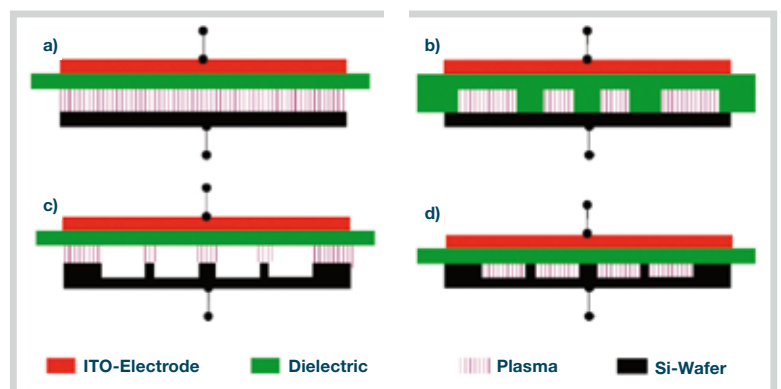 a)
b)
c)
d)
ITO-Electrode
Dielectric
Plasma
Si-Wafer